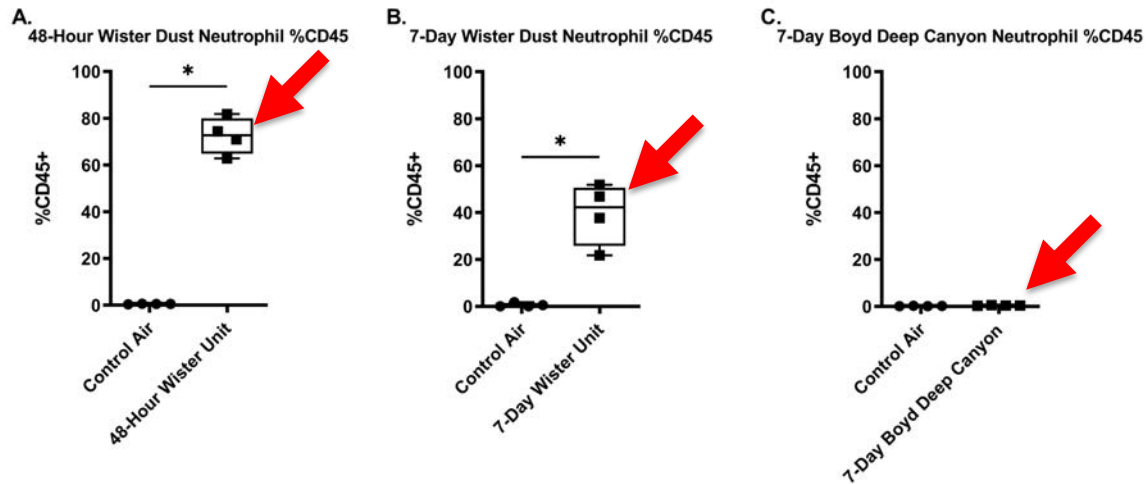 A.
48-Hour Wister Dust Neutrophil %CD45
100
80
60
40
20
0
%CD45+
*
Control Air
48-Hour Wister Unit
B.
7-Day Wister Dust Neutrophil %CD45
100
80
60
40
20
0
%CD45+
*
Control Air
7-Day Wister Unit
C.
7-Day Boyd Deep Canyon Neutrophil %CD45
100
80
60
40
20
0
%CD45+
Control Air
7-Day Boyd Deep Canyon